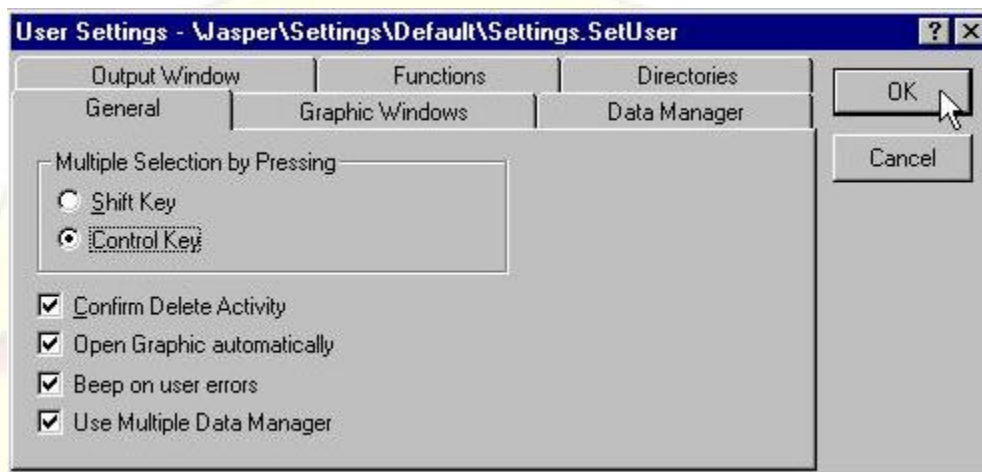 User Settings - \Jasper\Settings\Default\Settings.SetUser
Output Window Functions Directories
General Graphic Windows Data Manager
OK
Cancel
Multiple Selection by Pressing
Shift Key
Control Key
Confirm Delete Activity
Open Graphic automatically
Beep on user errors
Use Multiple Data Manager